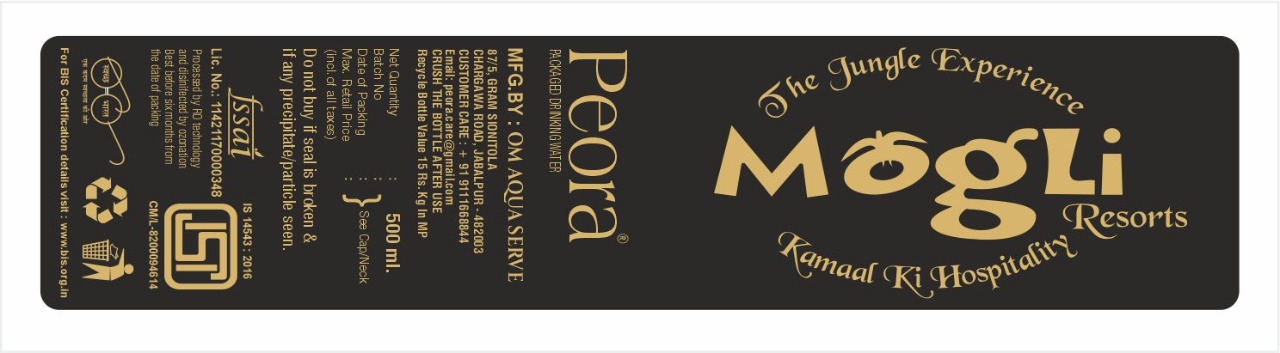 The Jungle Experience
Mogli
Resorts
Kamaal Ki Hospitality
Peora®
PACKAGED DRINKING WATER
MFG.BY : OM AQUA SERVE
87/5, GRAM SIONITOLA
CHARGAWA ROAD, JABALPUR - 482003
CUSTOMER CARE : + 91 9111668844
Email: peora.care@gmail.com
CRUSH THE BOTTLE AFTER USE
Recycle Bottle Value 15 Rs. Kg In MP
Net Quantity : 500 ml.
Batch No :
Date of Packing : } See Cap/Neck
Max. Retail Price :
(incl. of all taxes)
Do not buy if seal is broken &
if any precipitate/particle seen.
fssai
Lic. No.: 11421170000348
Processed by RO technology
and disinifected by ozonation
Best before six months from
the date of packing
IS 14543 : 2016
ISI
CM/L-8200094614
स्वच्छ भारत
एक कदम स्वच्छता की ओर
For BIS Certification details visit : www.bis.org.in